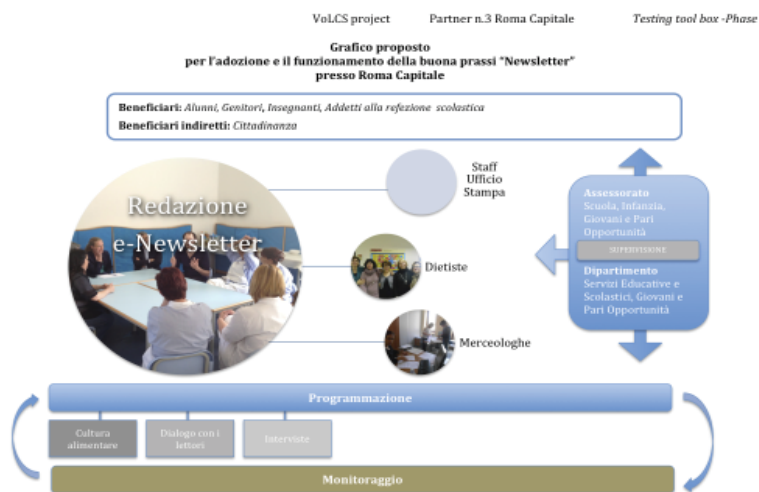 VoLCS project Partner n.3 Roma Capitale Testing tool box -Phase
Grafico proposto
per l'adozione e il funzionamento della buona prassi "Newsletter"
presso Roma Capitale
Beneficiari: Alunni, Genitori, Insegnanti, Addetti alla refezione scolastica
Beneficiari indiretti: Cittadinanza
Redazione
e-Newsletter
Staff
Ufficio
Stampa
Dietiste
Merceologhe
Assessorato
Scuola, Infanzia,
Giovani e Pari
Opportunità
SUPERVISIONE
Dipartimento
Servizi Educative e
Scolastici, Giovani e
Pari Opportunità
Programmazione
Cultura
alimentare
Dialogo con i
lettori
Interviste
Monitoraggio